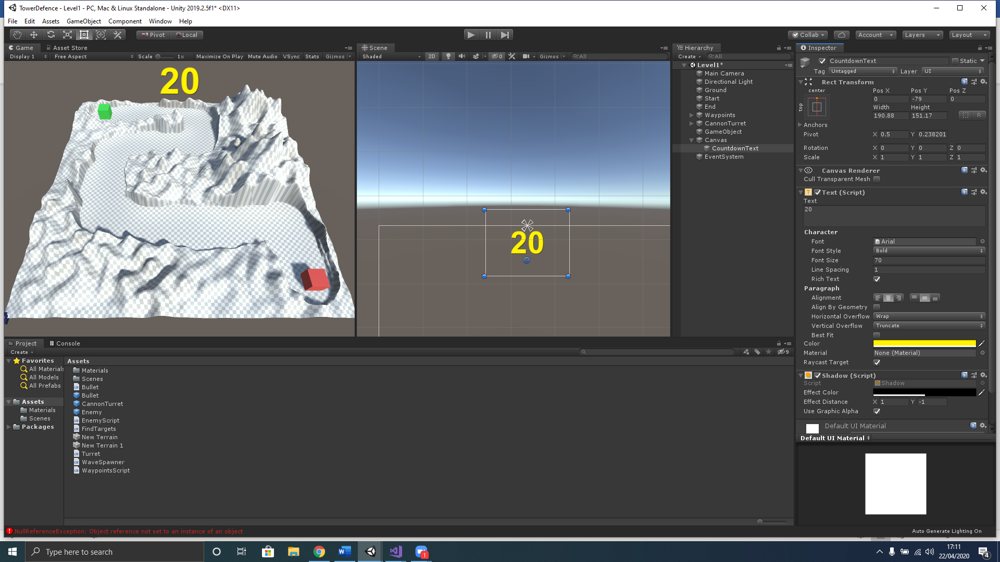 TowerDefence - Level1 - PC, Mac & Linux Standalone - Unity 2019.2.5f1* <DX11>
File Edit Assets GameObject Component Window Help
Pivot Local Collab Account Layers Layout
Game Asset Store
Display 1 Free Aspect Scale 1x Maximize On Play Mute Audio VSync Stats Gizmos
20
Scene
Shaded 2D 0 Gizmos All
20
Hierarchy
Create All
Level1*
Main Camera
Directional Light
Ground
Start
End
Waypoints
CannonTurret
GameObject
Canvas
CountdownText
EventSystem
Inspector
CountdownText Static
Tag Untagged Layer UI
Rect Transform
center Pos X Pos Y Pos Z
top 0 -79 0
Width Height
190.88 151.17 R
Anchors
Pivot X 0.5 Y 0.238201
Rotation X 0 Y 0 Z 0
Scale X 1 Y 1 Z 1
Canvas Renderer
Cull Transparent Mesh
Text (Script)
Text
20
Character
Font Arial
Font Style Bold
Font Size 70
Line Spacing 1
Rich Text
Paragraph
Alignment
Align By Geometry
Horizontal Overflow Wrap
Vertical Overflow Truncate
Best Fit
Color
Material None (Material)
Raycast Target
Shadow (Script)
Script Shadow
Effect Color
Effect Distance X 1 Y -1
Use Graphic Alpha
Default UI Material
Default UI Material
Auto Generate Lighting On
Project Console
Create 9
Favorites
All Materials
All Models
All Prefabs
Assets
Materials
Scenes
Packages
Assets
Materials
Scenes
Bullet
Bullet
CannonTurret
Enemy
EnemyScript
FindTargets
New Terrain
New Terrain 1
Turret
WaveSpawner
WaypointsScript
NullReferenceException: Object reference not set to an instance of an object
Type here to search
1
17:11
22/04/2020
4